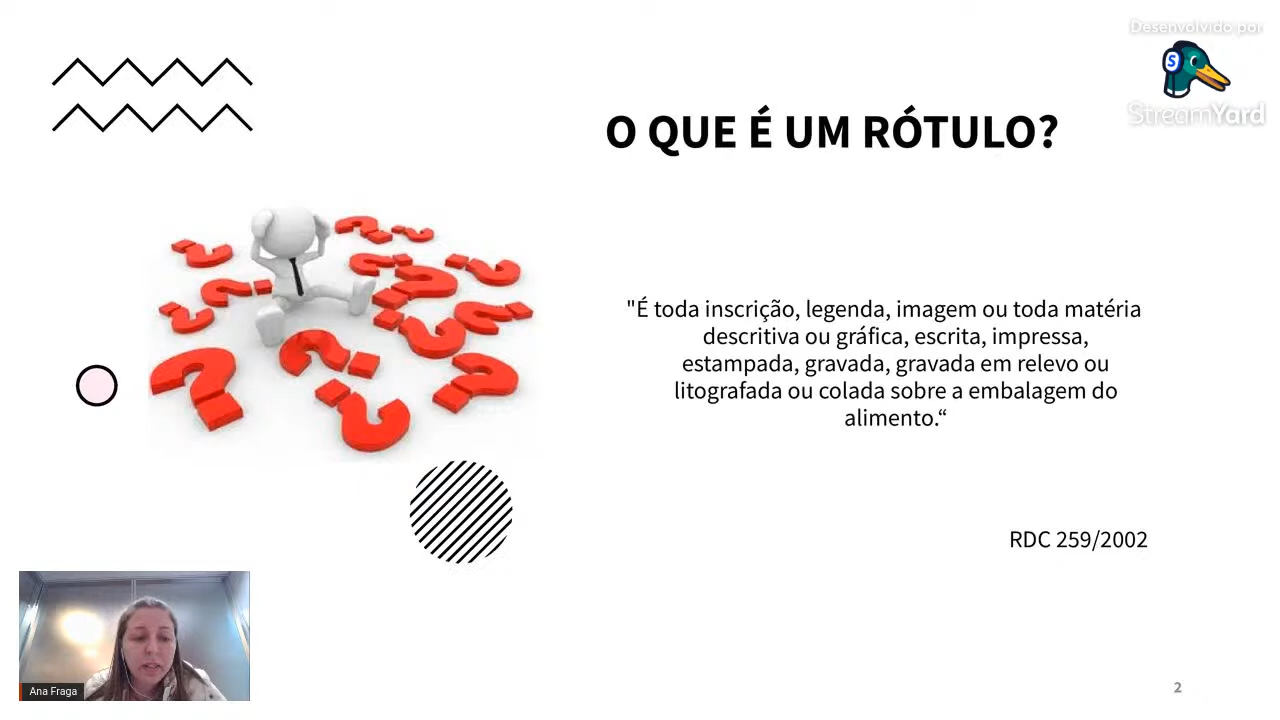 Desenvolvido por
S
StreamYard
O QUE É UM RÓTULO?
"É toda inscrição, legenda, imagem ou toda matéria
descritiva ou gráfica, escrita, impressa,
estampada, gravada, gravada em relevo ou
litografada ou colada sobre a embalagem do
alimento.“
RDC 259/2002
Ana Fraga
2